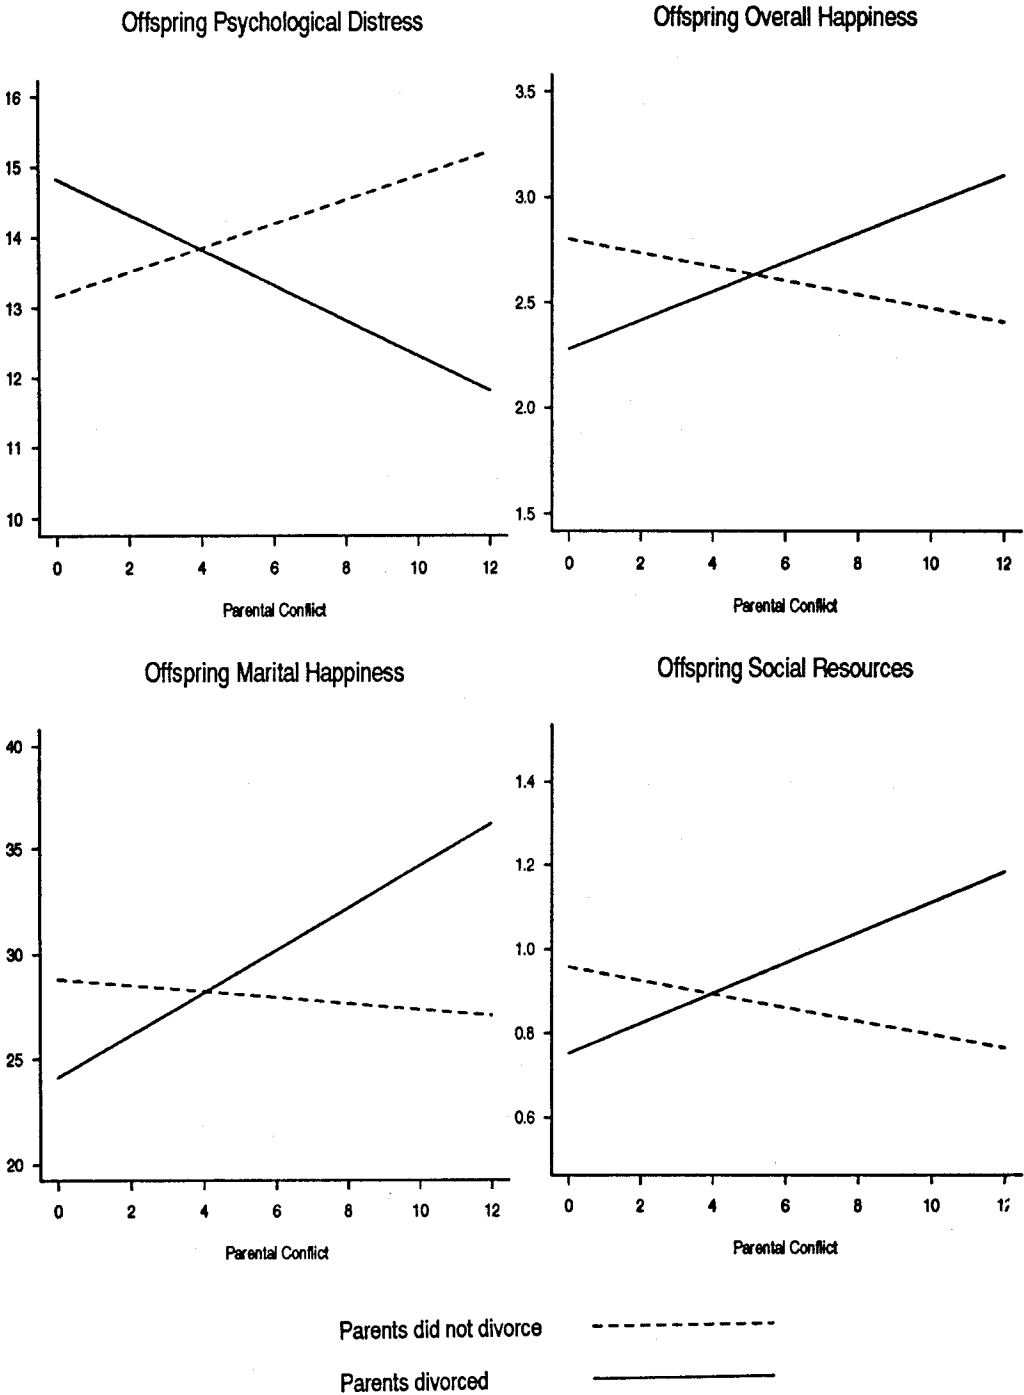 Offspring Psychological Distress
16
15
14
13
12
11
10
0 2 4 6 8 10 12
Parental Conflict
Offspring Overall Happiness
3.5
3.0
2.5
2.0
1.5
0 2 4 6 8 10 12
Parental Conflict
Offspring Marital Happiness
40
35
30
25
20
0 2 4 6 8 10 12
Parental Conflict
Offspring Social Resources
1.4
1.2
1.0
0.8
0.6
0 2 4 6 8 10
Parental Conflict
Parents did not divorce
Parents divorced